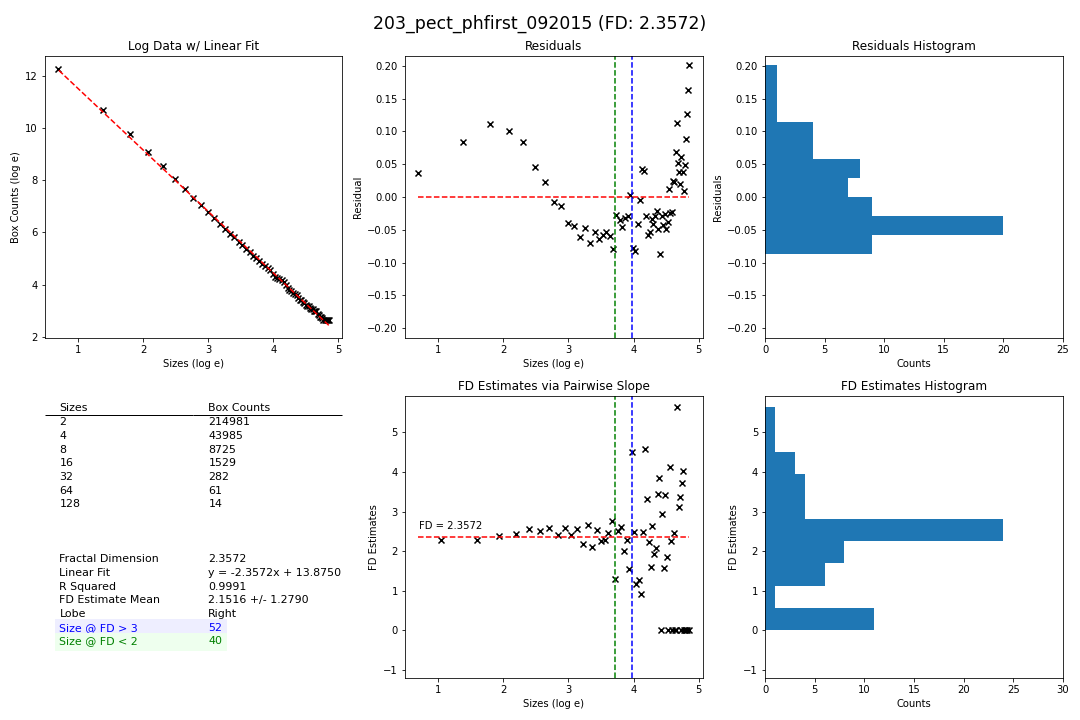 203_pect_phfirst_092015 (FD: 2.3572)
Log Data w/ Linear Fit
Box Counts (log e)
12
10
8
6
4
2
1
2
3
4
5
Sizes (log e)
Residuals
Residual
0.20
0.15
0.10
0.05
0.00
−0.05
−0.10
−0.15
−0.20
1
2
3
4
5
Sizes (log e)
Residuals Histogram
Residuals
0.20
0.15
0.10
0.05
0.00
−0.05
−0.10
−0.15
−0.20
0
5
10
15
20
25
Counts
Sizes Box Counts
2 214981
4 43985
8 8725
16 1529
32 282
64 61
128 14
Fractal Dimension 2.3572
Linear Fit y = -2.3572x + 13.8750
R Squared 0.9991
FD Estimate Mean 2.1516 +/- 1.2790
Lobe Right
Size @ FD > 3 52
Size @ FD < 2 40
FD Estimates via Pairwise Slope
FD Estimates
5
4
3
2
1
0
−1
FD = 2.3572
1
2
3
4
5
Sizes (log e)
FD Estimates Histogram
FD Estimates
5
4
3
2
1
0
−1
0
5
10
15
20
25
30
Counts